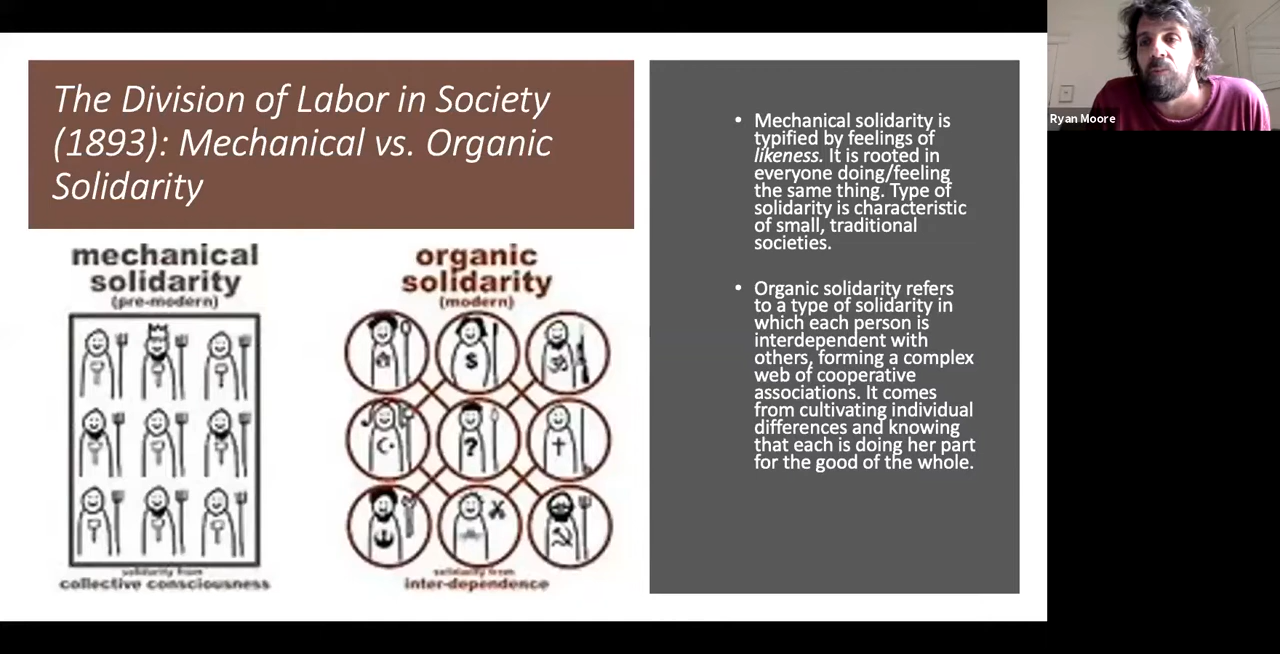 The Division of Labor in Society
(1893): Mechanical vs. Organic
Solidarity
mechanical
solidarity
(pre-modern)
solidarity from
collective consciousness
organic
solidarity
(modern)
$
?
solidarity from
inter-dependence
• Mechanical solidarity is
typified by feelings of
likeness. It is rooted in
everyone doing/feeling
the same thing. Type of
solidarity is characteristic
of small, traditional
societies.
• Organic solidarity refers
to a type of solidarity in
which each person is
interdependent with
others, forming a complex
web of cooperative
associations. It comes
from cultivating individual
differences and knowing
that each is doing her part
for the good of the whole.
Ryan Moore